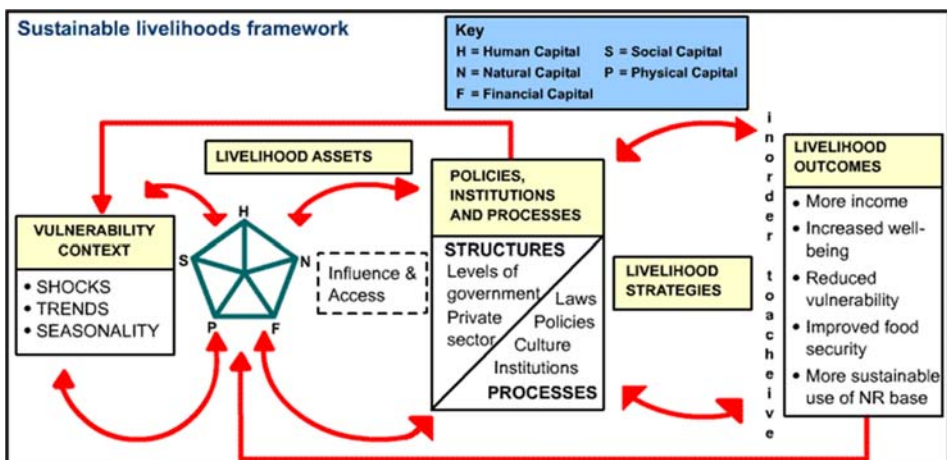 Sustainable livelihoods framework
Key
H = Human Capital S = Social Capital
N = Natural Capital P = Physical Capital
F = Financial Capital
LIVELIHOOD ASSETS
VULNERABILITY
CONTEXT
• SHOCKS
• TRENDS
• SEASONALITY
H
S
N
P
F
Influence &
Access
POLICIES,
INSTITUTIONS
AND PROCESSES
STRUCTURES
Levels of
government
Private
sector
Laws
Policies
Culture
Institutions
PROCESSES
LIVELIHOOD
STRATEGIES
inorder toacheive
LIVELIHOOD
OUTCOMES
• More income
• Increased well-
being
• Reduced
vulnerability
• Improved food
security
• More sustainable
use of NR base